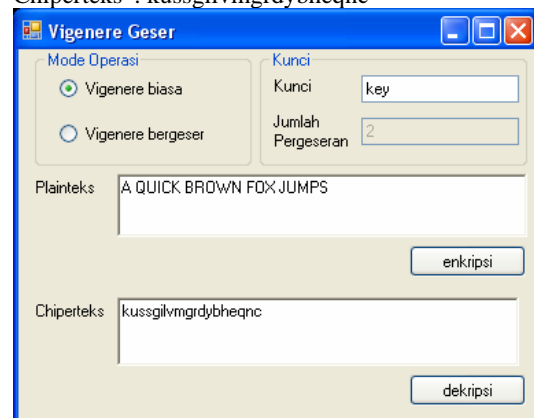 Chiperteks : kussgilvmgrdybheqnc
Vigenere Geser
Mode Operasi
Vigenere biasa
Vigenere bergeser
Kunci
Kunci key
Jumlah
Pergeseran 2
Plainteks A QUICK BROWN FOX JUMPS
enkripsi
Chiperteks kussgilvmgrdybheqnc
dekripsi